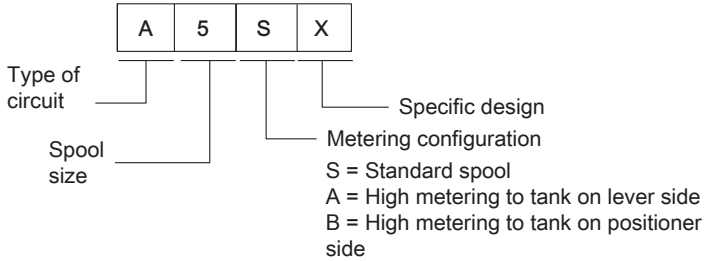 A 5 S X
Type of
circuit
Specific design
Metering configuration
Spool
size
S = Standard spool
A = High metering to tank on lever side
B = High metering to tank on positioner
side